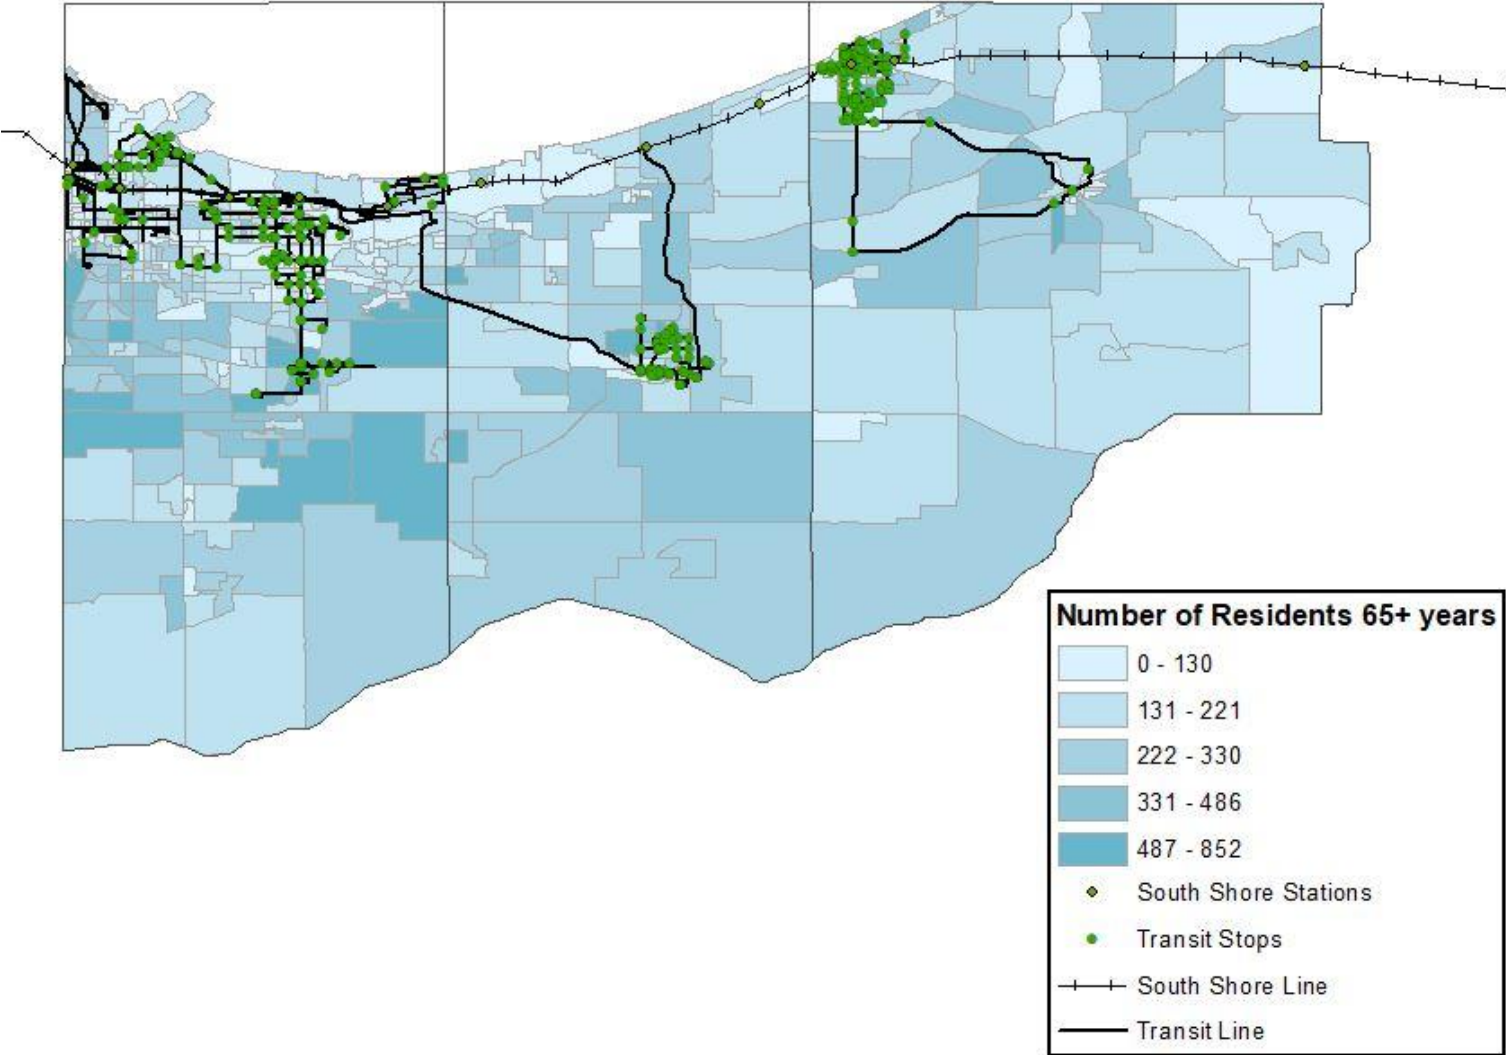 Number of Residents 65+ years
0 - 130
131 - 221
222 - 330
331 - 486
487 - 852
South Shore Stations
Transit Stops
South Shore Line
Transit Line